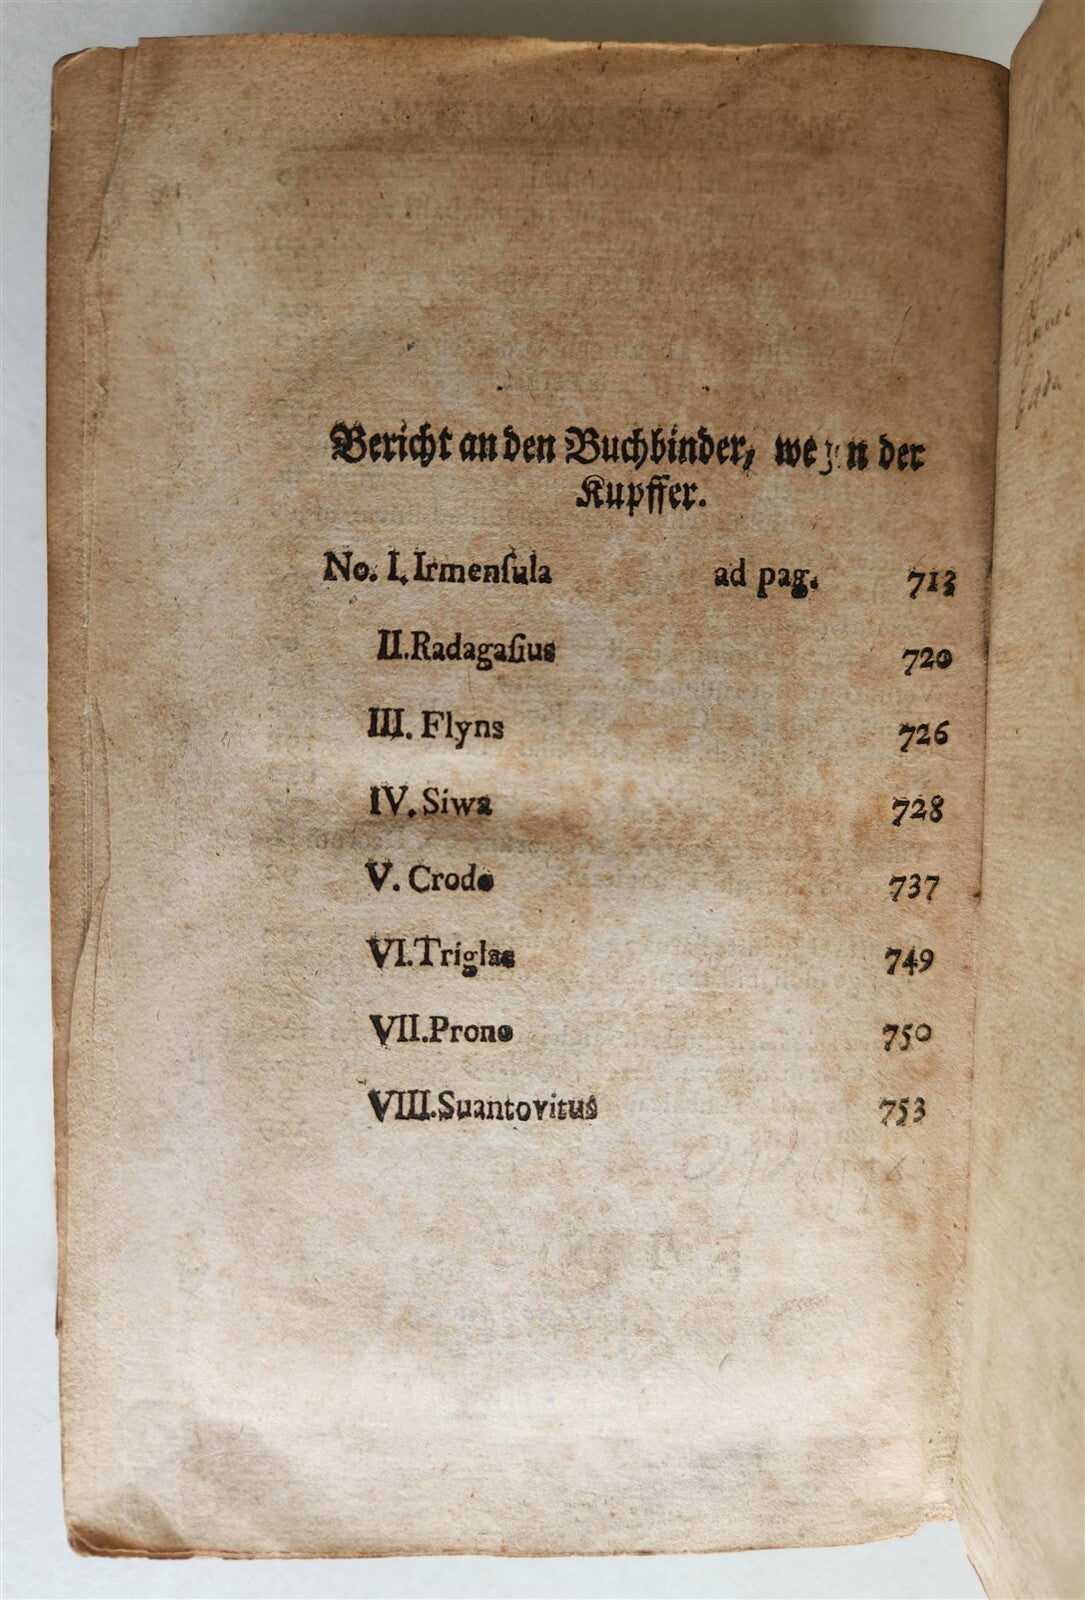 Bericht an den Buchbinder, wegen der
Kupffer.
No. I. Irmenſula ad pag. 713
II. Radagaſius 720
III. Flyns 726
IV. Siwa 728
V. Crodo 737
VI. Triglas 749
VII. Prono 750
VIII. Suantovitus 753